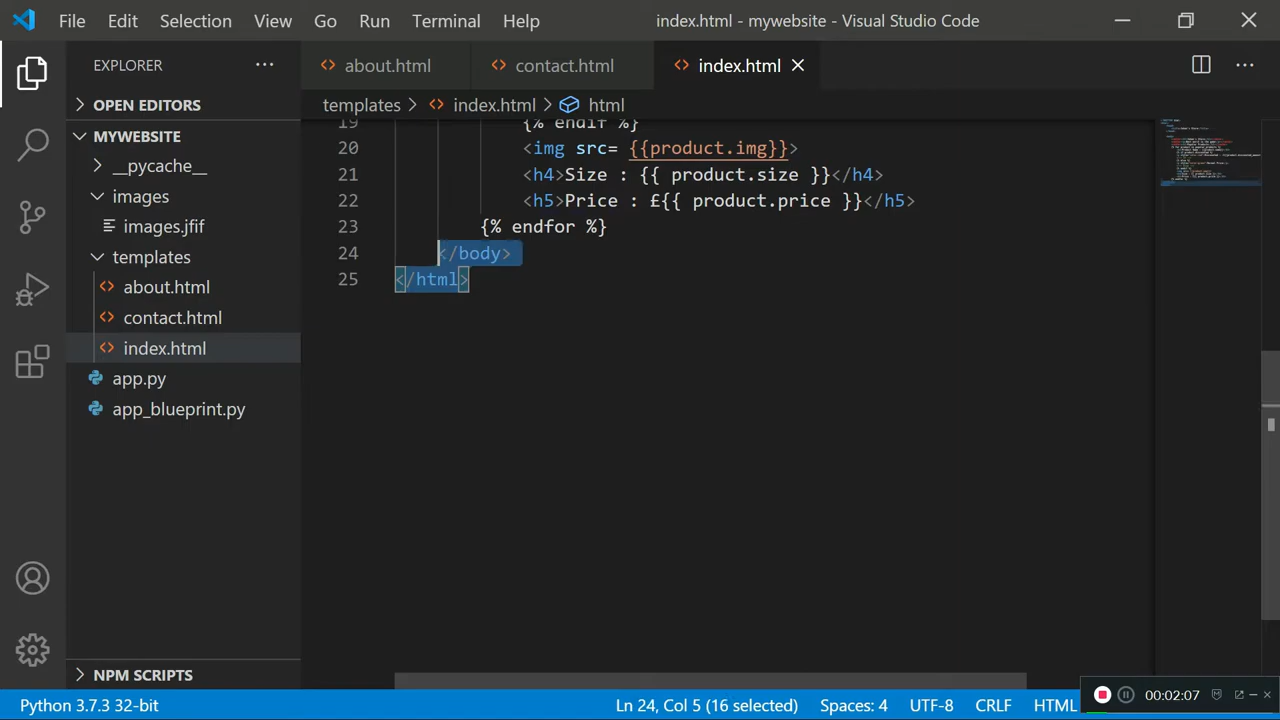 File Edit Selection View Go Run Terminal Help index.html - mywebsite - Visual Studio Code
EXPLORER ···
about.html contact.html index.html ···
OPEN EDITORS
templates > index.html > html
MYWEBSITE
__pycache__
images
images.jfif
templates
about.html
contact.html
index.html
app.py
app_blueprint.py
NPM SCRIPTS
19 {% endif %}
20 <img src= {{product.img}}>
21 <h4>Size : {{ product.size }}</h4>
22 <h5>Price : £{{ product.price }}</h5>
23 {% endfor %}
24 </body>
25 </html>
Python 3.7.3 32-bit Ln 24, Col 5 (16 selected) Spaces: 4 UTF-8 CRLF HTML
00:02:07